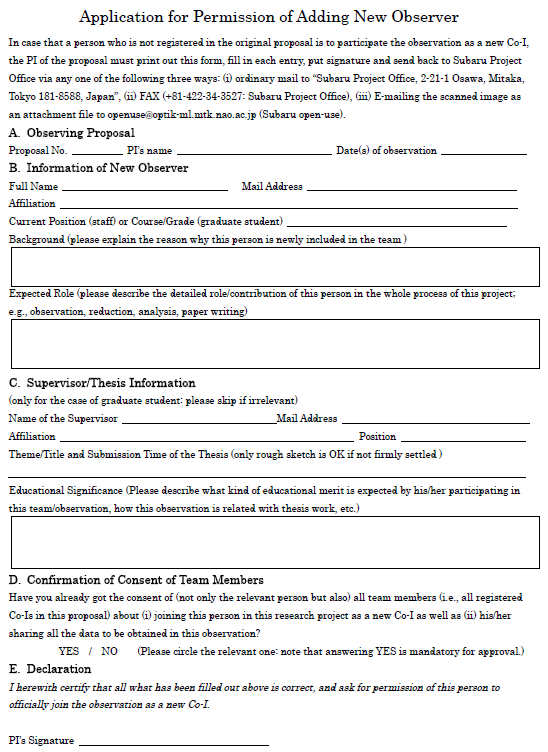 Application for Permission of Adding New Observer
In case that a person who is not registered in the original proposal is to participate the observation as a new Co-I,
the PI of the proposal must print out this form, fill in each entry, put signature and send back to Subaru Project
Office via any one of the following three ways: (i) ordinary mail to “Subaru Project Office, 2-21-1 Osawa, Mitaka,
Tokyo 181-8588, Japan”, (ii) FAX (+81-422-34-3527: Subaru Project Office), (iii) E-mailing the scanned image as
an attachment file to openuse@optik-ml.mtk.nao.ac.jp (Subaru open-use).
A. Observing Proposal
Proposal No. PI’s name Date(s) of observation
B. Information of New Observer
Full Name Mail Address
Affiliation
Current Position (staff) or Course/Grade (graduate student)
Background (please explain the reason why this person is newly included in the team )
Expected Role (please describe the detailed role/contribution of this person in the whole process of this project;
e.g., observation, reduction, analysis, paper writing)
C. Supervisor/Thesis Information
(only for the case of graduate student: please skip if irrelevant)
Name of the Supervisor Mail Address
Affiliation Position
Theme/Title and Submission Time of the Thesis (only rough sketch is OK if not firmly settled )
Educational Significance (Please describe what kind of educational merit is expected by his/her participating in
this team/observation, how this observation is related with thesis work, etc.)
D. Confirmation of Consent of Team Members
Have you already got the consent of (not only the relevant person but also) all team members (i.e., all registered
Co-Is in this proposal) about (i) joining this person in this research project as a new Co-I as well as (ii) his/her
sharing all the data to be obtained in this observation?
YES / NO (Please circle the relevant one: note that answering YES is mandatory for approval.)
E. Declaration
I herewith certify that all what has been filled out above is correct, and ask for permission of this person to
officially join the observation as a new Co-I.
PI’s Signature